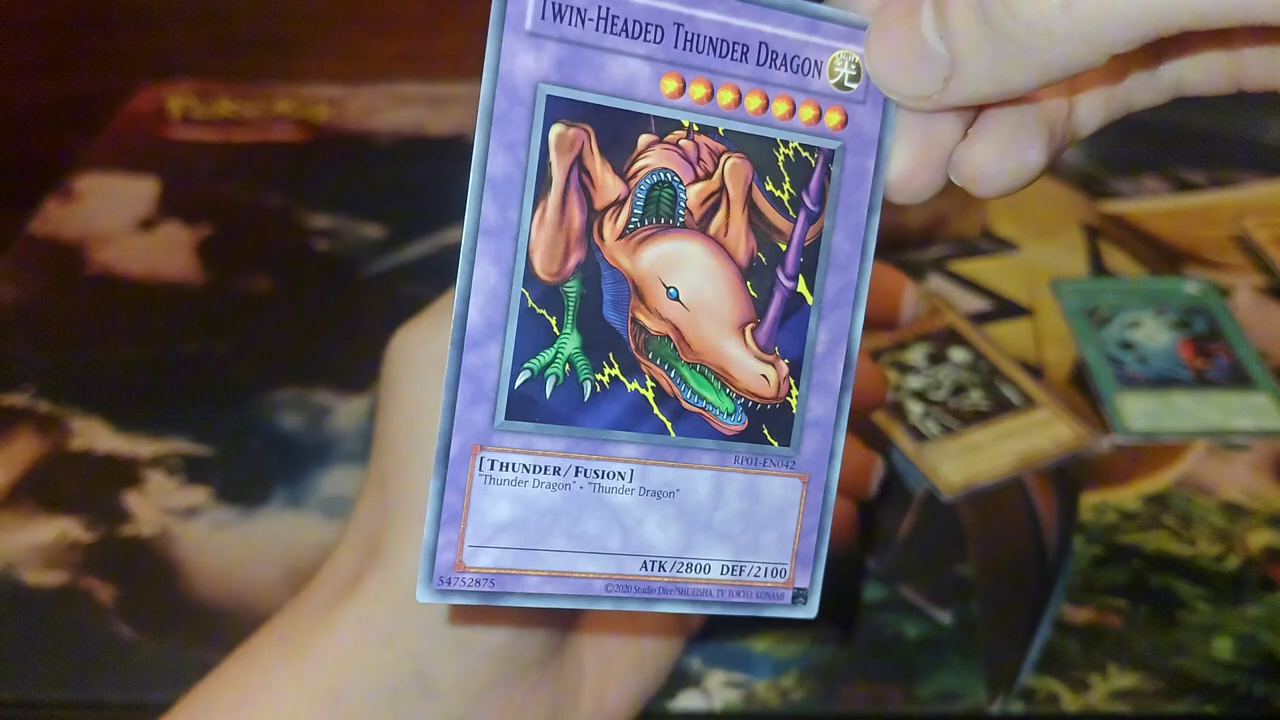 TWIN-HEADED THUNDER DRAGON
LIGHT
光
RP01-EN042
[THUNDER/FUSION]
"Thunder Dragon" + "Thunder Dragon"
ATK/2800 DEF/2100
54752875
©2020 Studio Dice/SHUEISHA, TV TOKYO, KONAMI